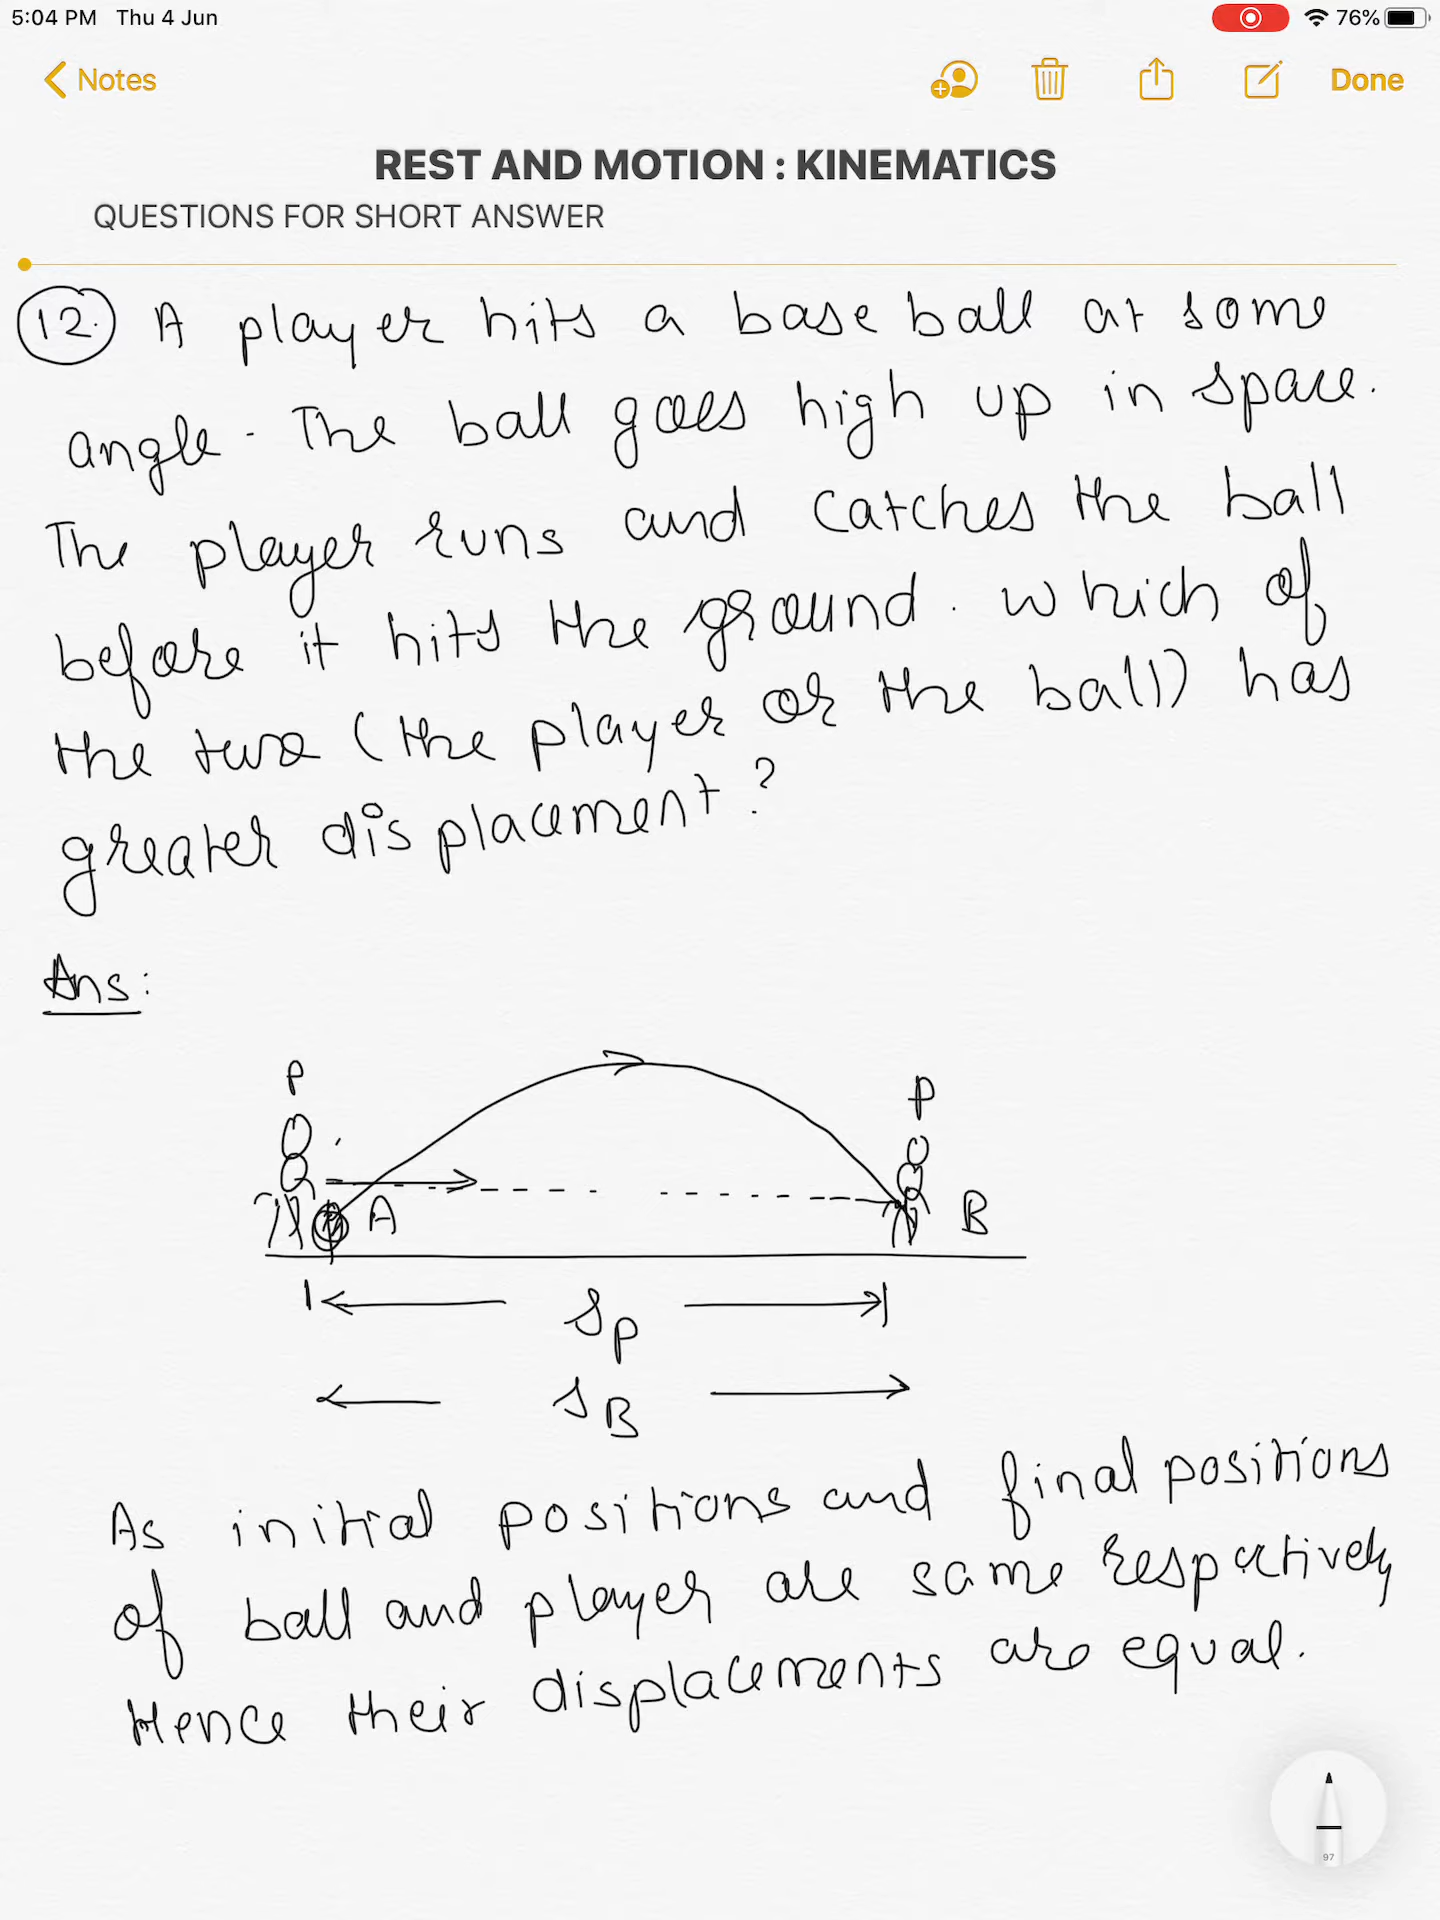 5:04 PM Thu 4 Jun 76%
Notes Done
REST AND MOTION : KINEMATICS
QUESTIONS FOR SHORT ANSWER
12. A player hits a base ball at some
angle. The ball goes high up in space.
The player runs and catches the ball
before it hits the ground. which of
the two (the player or the ball) has
greater displacement?
Ans:
P P
A B
SP
SB
As initial positions and final positions
of ball and player are same respectively
Hence their displacements are equal.
97